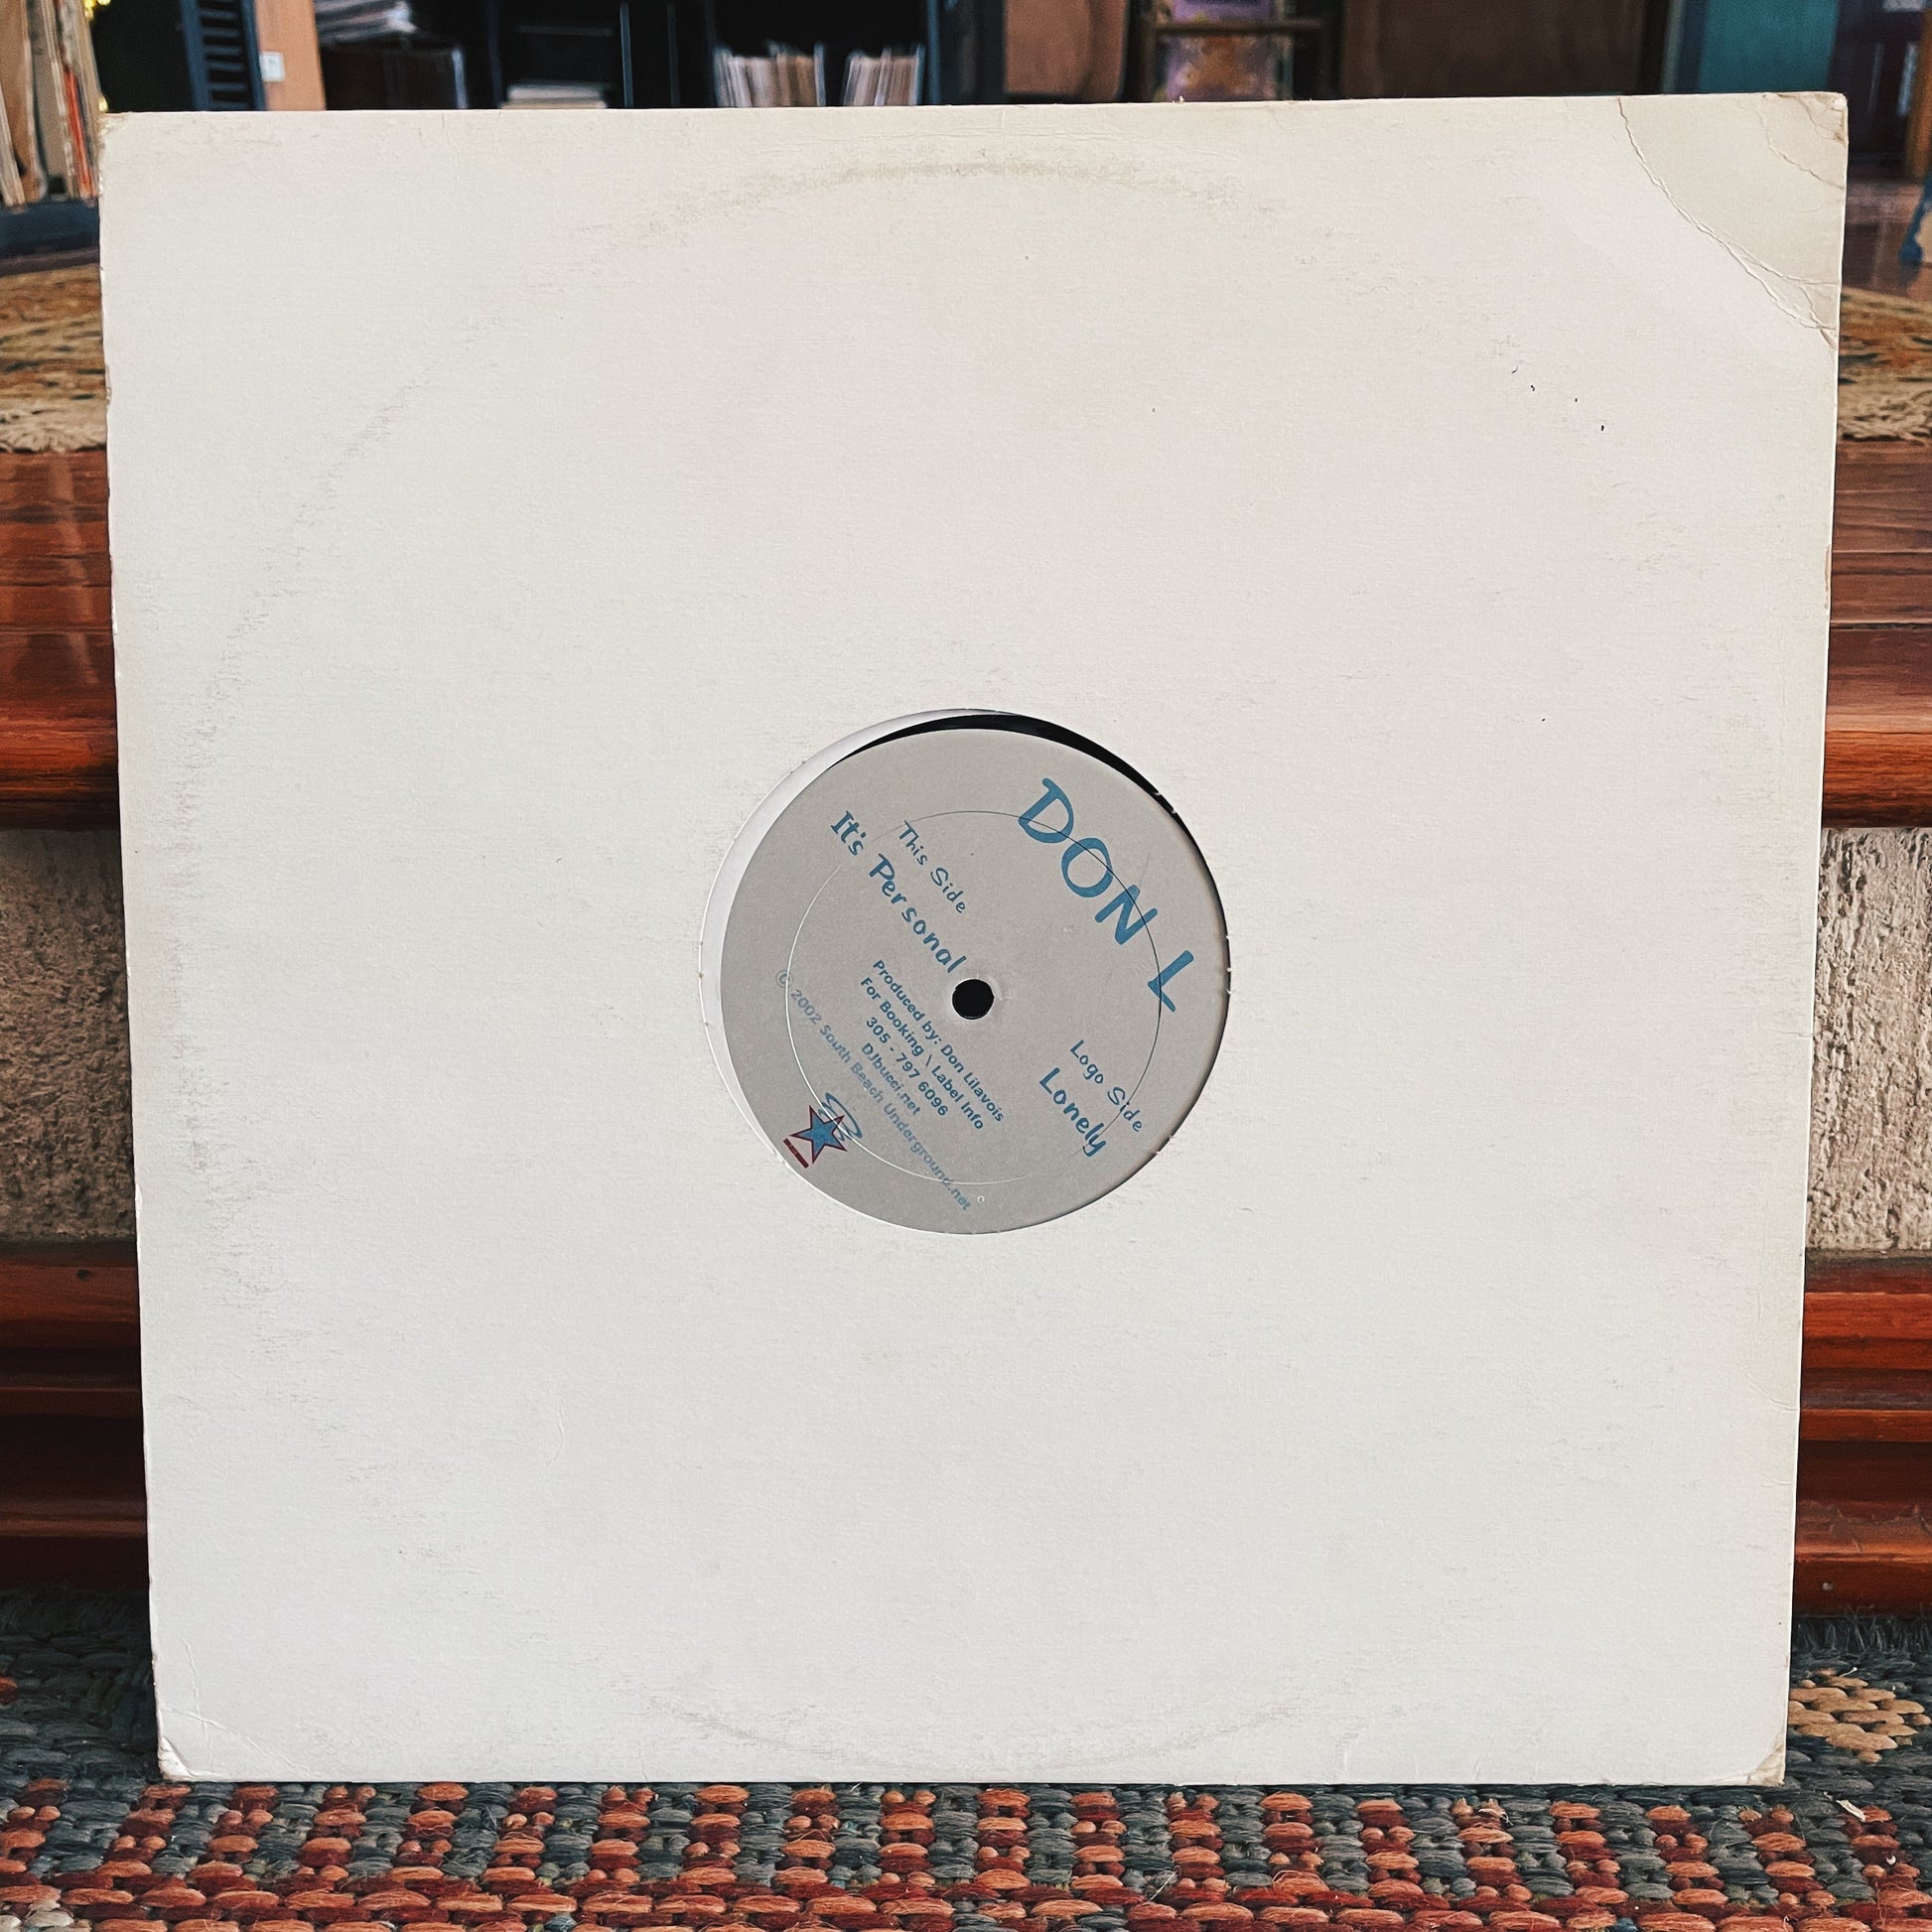 DON L
This Side
It's Personal
Logo Side
Lonely
Produced by: Don Lilavois
For Booking \ Label Info
305 - 797 6096
DJbucci.net
© 2002 South Beach Underground.net